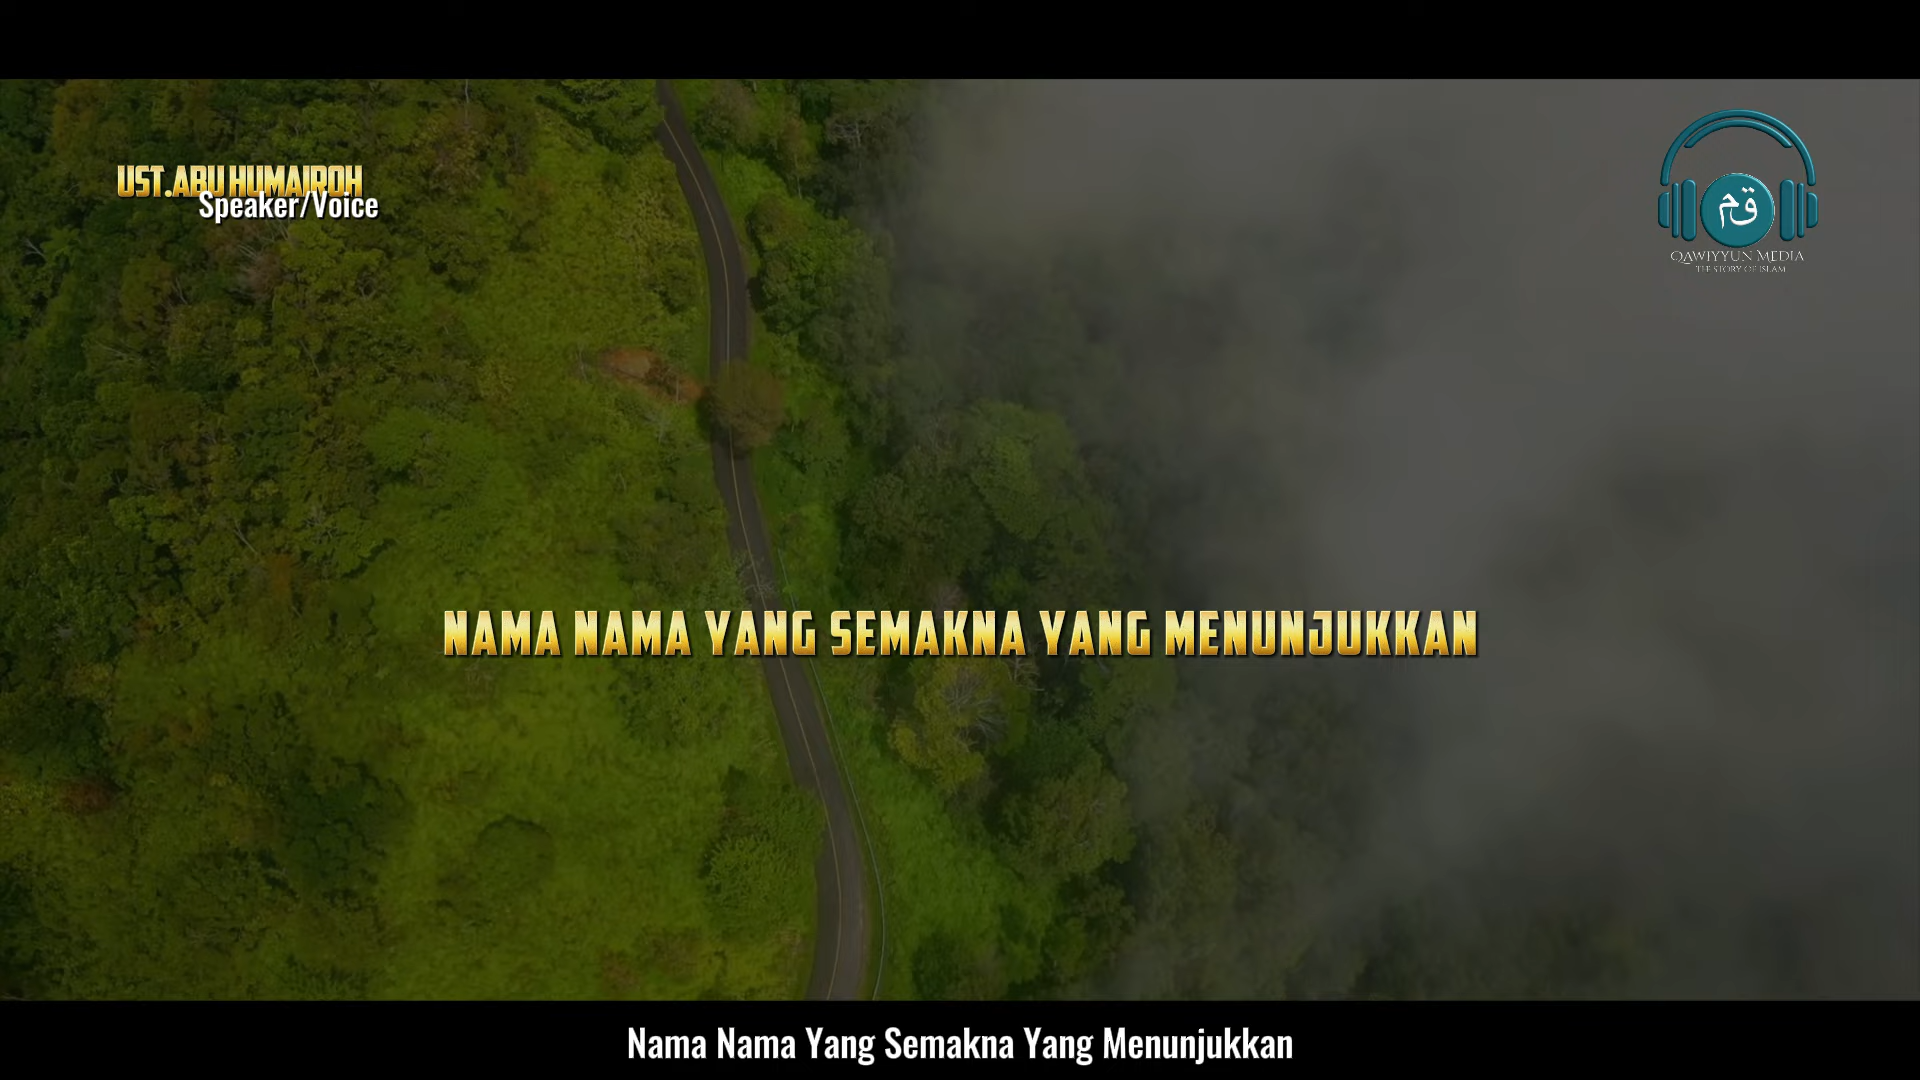 UST.ABU HUMAIROH
Speaker/Voice
قم
QAWIYYUN MEDIA
THE STORY OF ISLAM
NAMA NAMA YANG SEMAKNA YANG MENUNJUKKAN
Nama Nama Yang Semakna Yang Menunjukkan